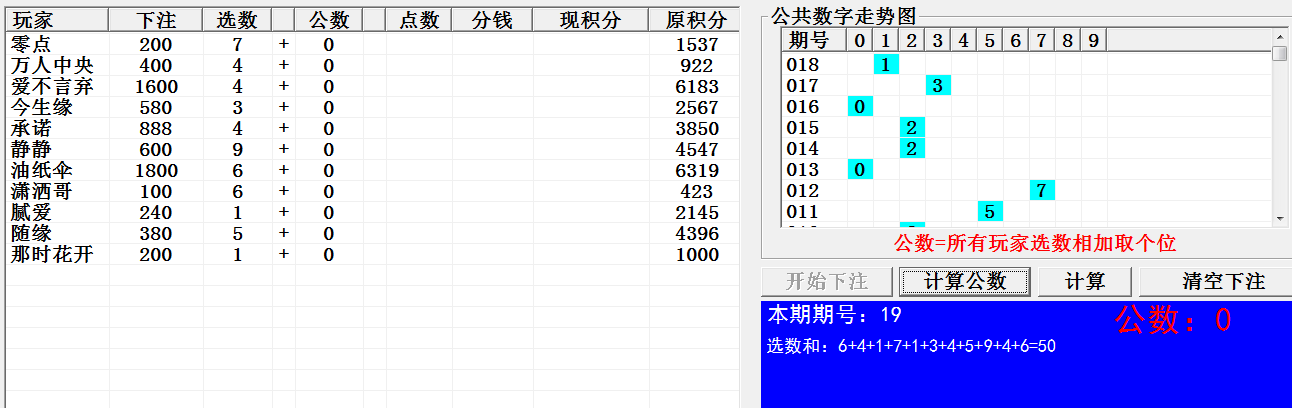 玩家 下注 选数 公数 点数 分钱 现积分 原积分
零点 200 7 + 0 1537
万人中央 400 4 + 0 922
爱不言弃 1600 4 + 0 6183
今生缘 580 3 + 0 2567
承诺 888 4 + 0 3850
静静 600 9 + 0 4547
油纸伞 1800 6 + 0 6319
潇洒哥 100 6 + 0 423
腻爱 240 1 + 0 2145
随缘 380 5 + 0 4396
那时花开 200 1 + 0 1000
公共数字走势图
期号 0 1 2 3 4 5 6 7 8 9
018 1
017 3
016 0
015 2
014 2
013 0
012 7
011 5
公数=所有玩家选数相加取个位
开始下注 计算公数 计算 清空下注
本期期号：19 公数：0
选数和：6+4+1+7+1+3+4+5+9+4+6=50